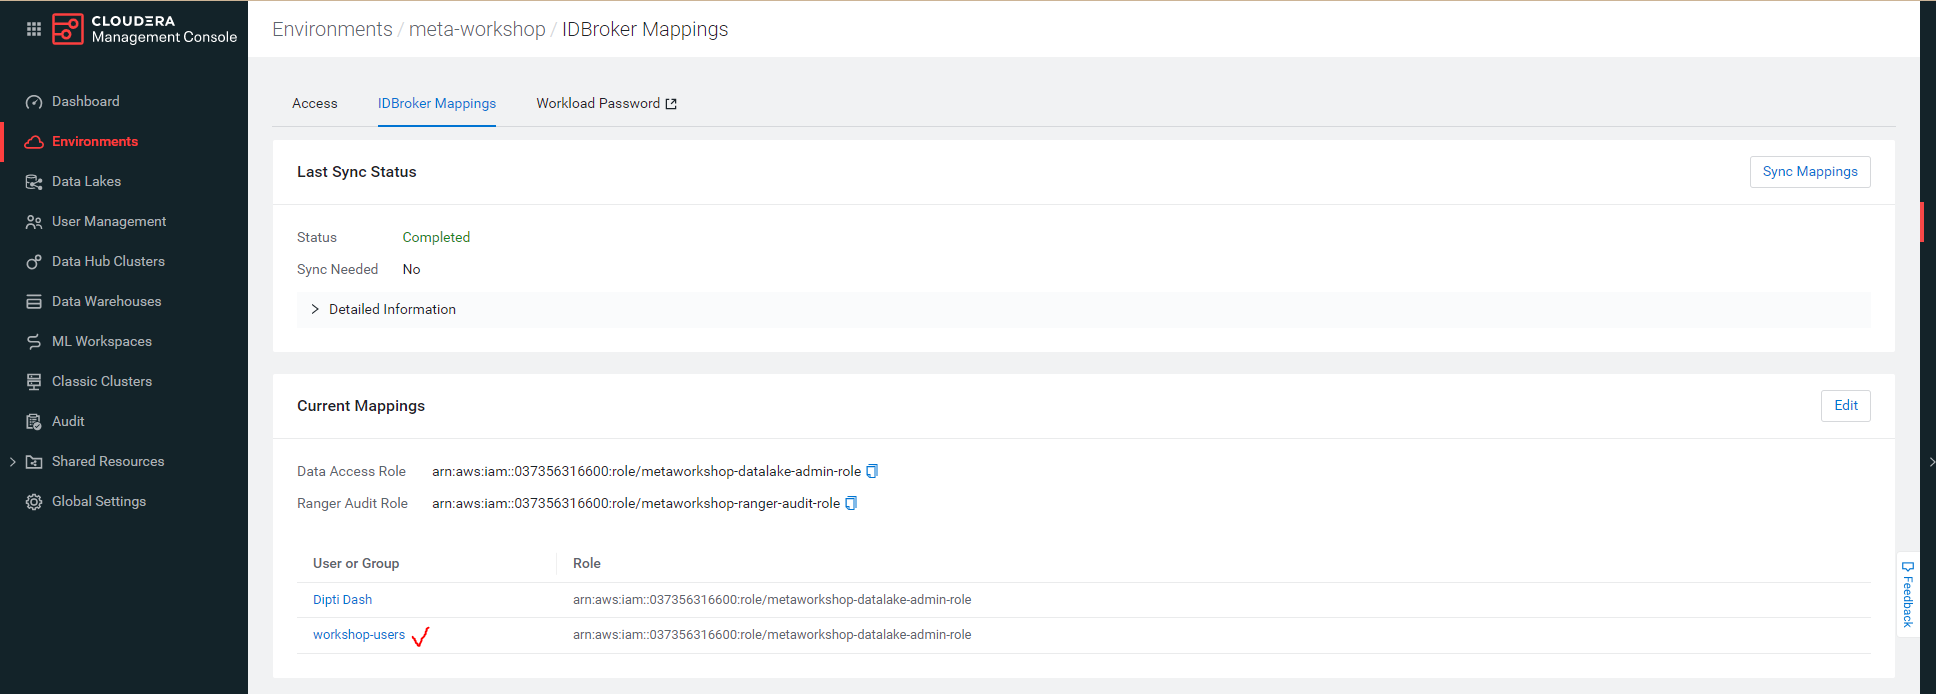 CLOUDERA
Management Console
Dashboard
Environments
Data Lakes
User Management
Data Hub Clusters
Data Warehouses
ML Workspaces
Classic Clusters
Audit
Shared Resources
Global Settings
Environments / meta-workshop / IDBroker Mappings
Access IDBroker Mappings Workload Password
Last Sync Status Sync Mappings
Status Completed
Sync Needed No
Detailed Information
Current Mappings Edit
Data Access Role arn:aws:iam::037356316600:role/metaworkshop-datalake-admin-role
Ranger Audit Role arn:aws:iam::037356316600:role/metaworkshop-ranger-audit-role
User or Group Role
Dipti Dash arn:aws:iam::037356316600:role/metaworkshop-datalake-admin-role
workshop-users arn:aws:iam::037356316600:role/metaworkshop-datalake-admin-role
Feedback